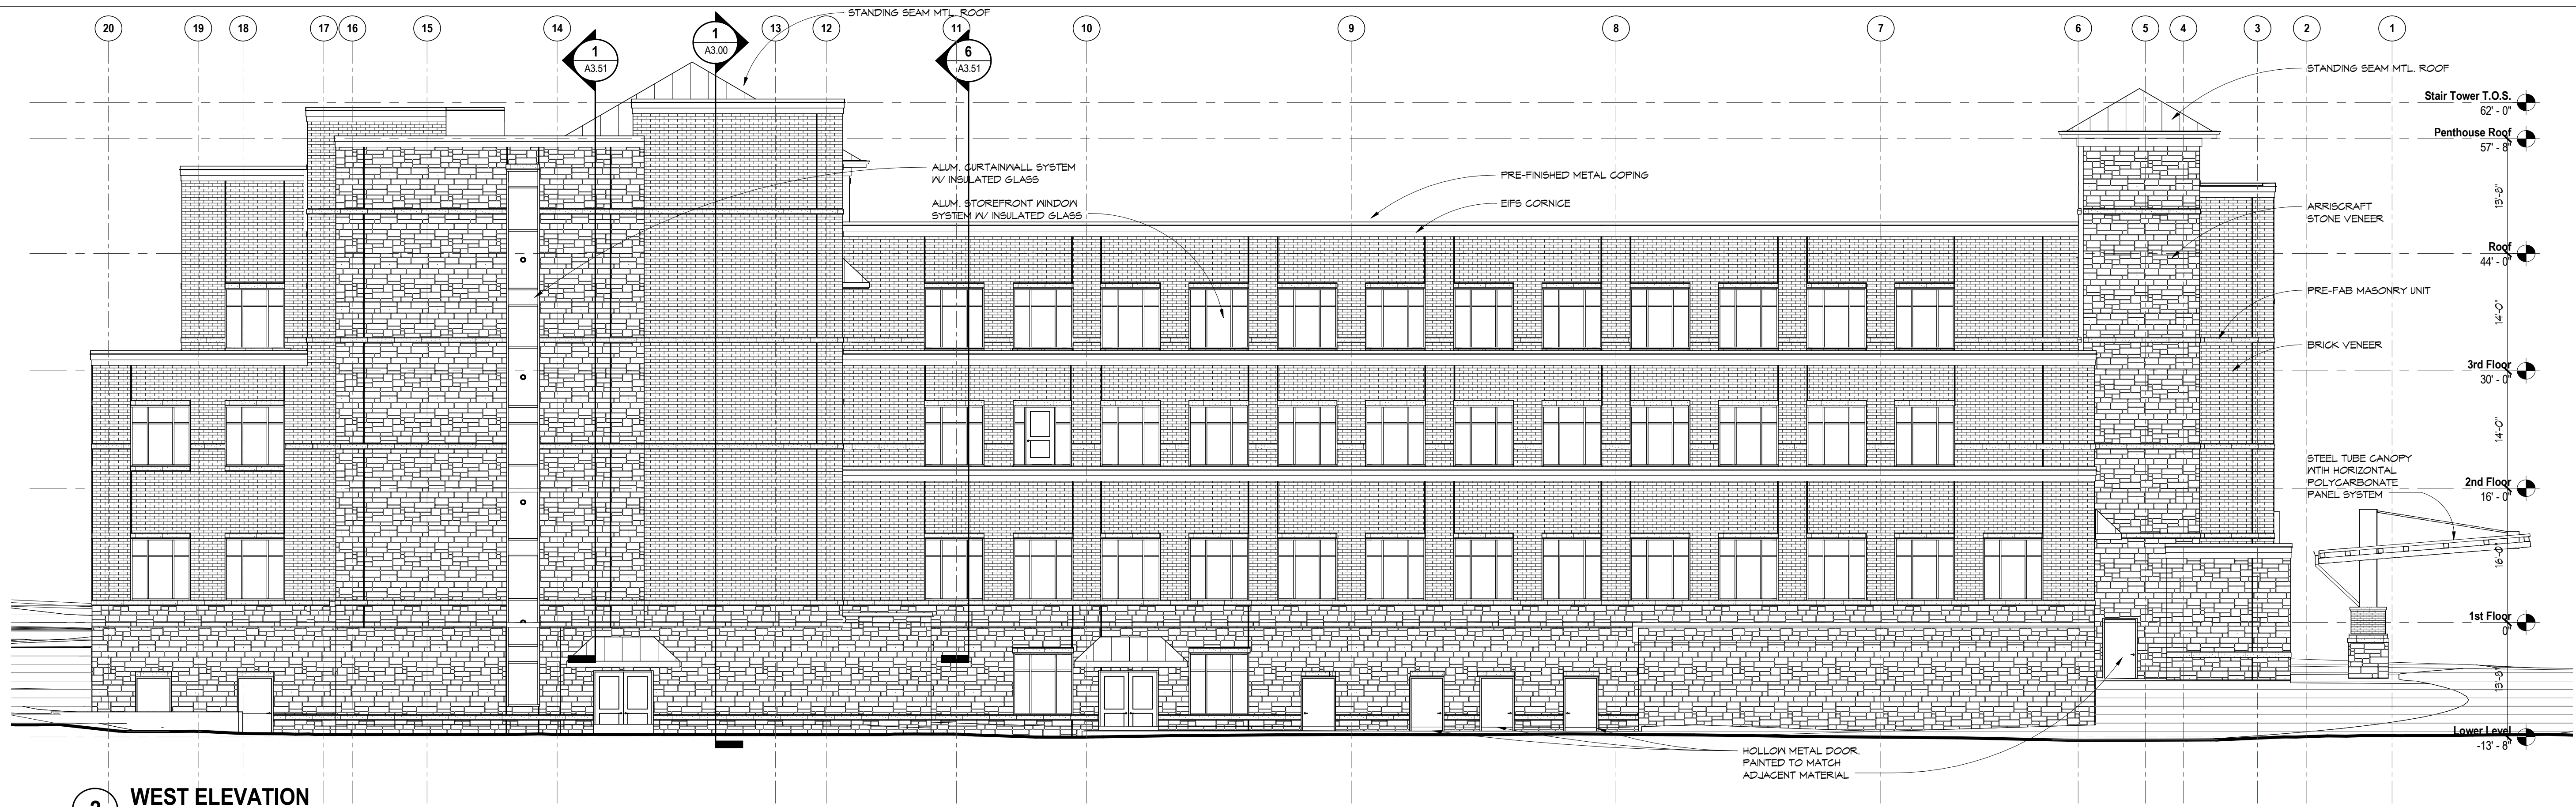 20
19
18
17
16
15
14
13
12
11
10
9
8
7
6
5
4
3
2
1
1
A3.51
1
A3.00
6
A3.51
STANDING SEAM MTL. ROOF
STANDING SEAM MTL. ROOF
Stair Tower T.O.S.
62' - 0"
Penthouse Roof
57' - 8"
13'-8"
ALUM. CURTAINWALL SYSTEM
W/ INSULATED GLASS
ALUM. STOREFRONT WINDOW
SYSTEM W/ INSULATED GLASS
PRE-FINISHED METAL COPING
EIFS CORNICE
ARRISCRAFT
STONE VENEER
Roof
44' - 0"
PRE-FAB MASONRY UNIT
14'-0"
BRICK VENEER
3rd Floor
30' - 0"
14'-0"
STEEL TUBE CANOPY
WTIH HORIZONTAL
POLYCARBONATE
PANEL SYSTEM
2nd Floor
16' - 0"
16'-0"
1st Floor
0"
13'-8"
Lower Level
-13' - 8"
HOLLOW METAL DOOR.
PAINTED TO MATCH
ADJACENT MATERIAL
WEST ELEVATION